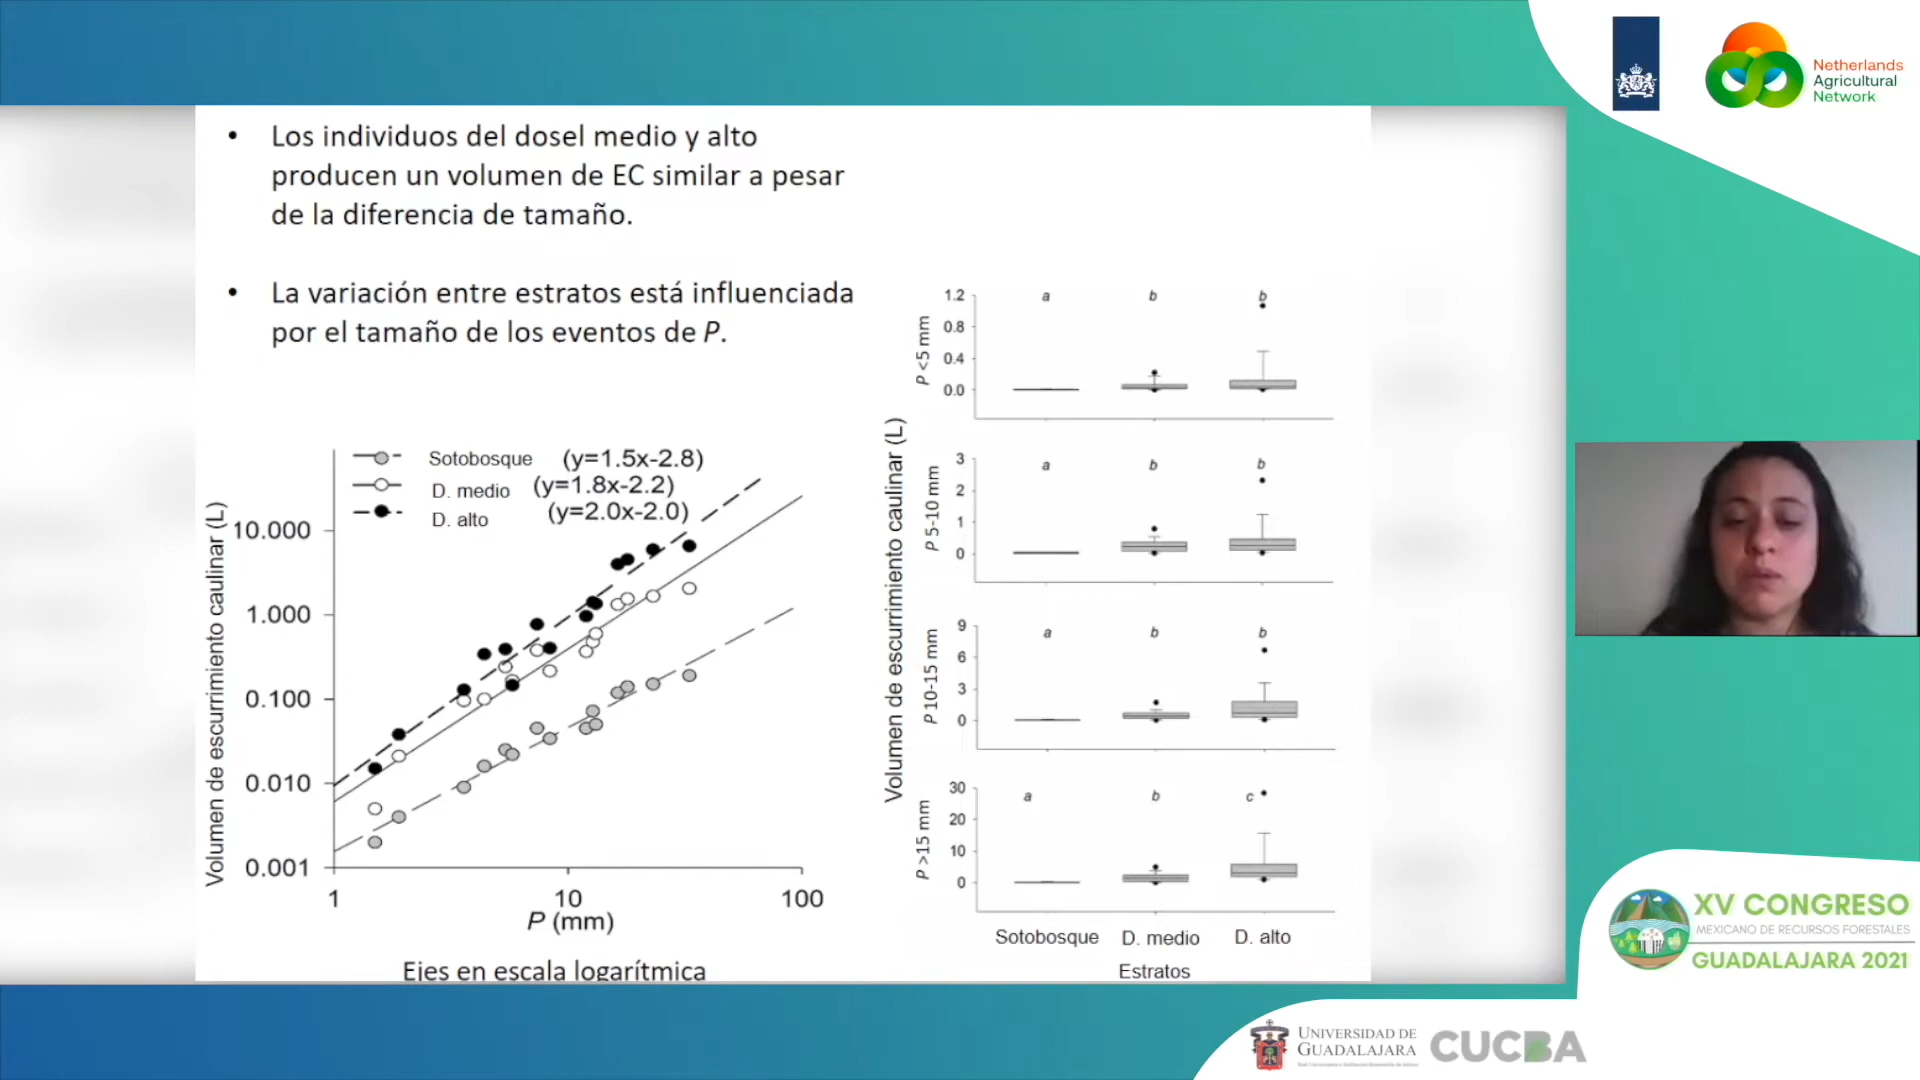 Netherlands
Agricultural
Network
• Los individuos del dosel medio y alto
producen un volumen de EC similar a pesar
de la diferencia de tamaño.
• La variación entre estratos está influenciada
por el tamaño de los eventos de P.
Sotobosque (y=1.5x-2.8)
D. medio (y=1.8x-2.2)
D. alto (y=2.0x-2.0)
Volumen de escurrimiento caulinar (L)
10.000
1.000
0.100
0.010
0.001
1 10 100
P (mm)
Ejes en escala logarítmica
Volumen de escurrimiento caulinar (L)
P <5 mm
1.2
0.8
0.4
0.0
a b b
P 5-10 mm
3
2
1
0
a b b
P 10-15 mm
9
6
3
0
a b b
P >15 mm
30
20
10
0
a b c
Sotobosque D. medio D. alto
Estratos
XV CONGRESO
MEXICANO DE RECURSOS FORESTALES
GUADALAJARA 2021
UNIVERSIDAD DE
GUADALAJARA
CUCBA